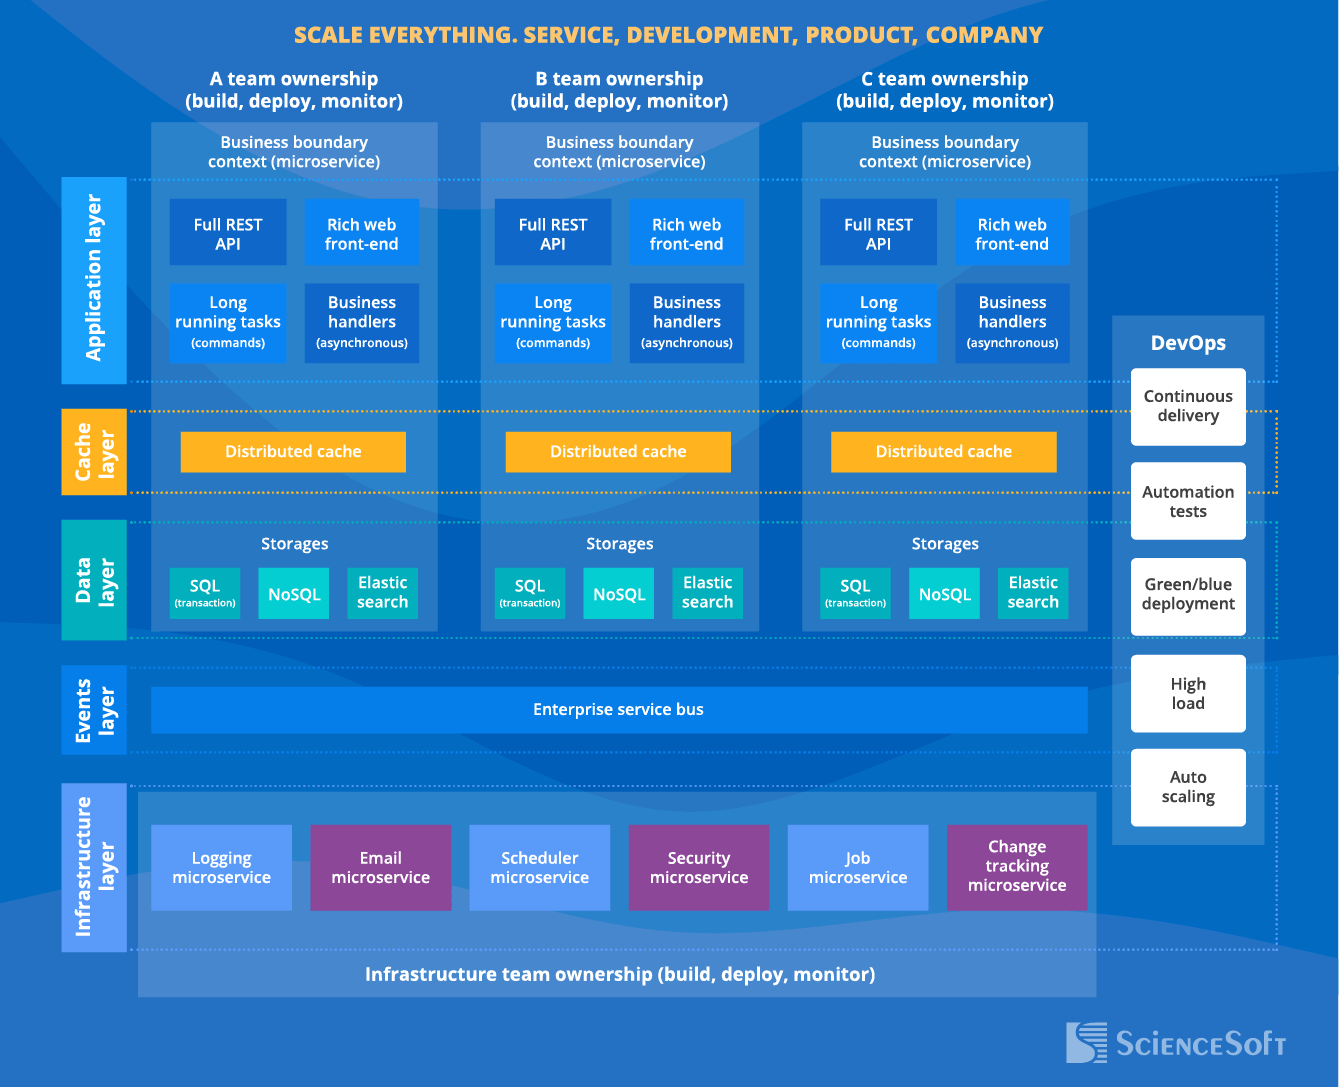 SCALE EVERYTHING. SERVICE, DEVELOPMENT, PRODUCT, COMPANY
A team ownership
(build, deploy, monitor)
B team ownership
(build, deploy, monitor)
C team ownership
(build, deploy, monitor)
Business boundary
context (microservice)
Business boundary
context (microservice)
Business boundary
context (microservice)
Application layer
Full REST
API
Rich web
front-end
Full REST
API
Rich web
front-end
Full REST
API
Rich web
front-end
Long
running tasks
(commands)
Business
handlers
(asynchronous)
Long
running tasks
(commands)
Business
handlers
(asynchronous)
Long
running tasks
(commands)
Business
handlers
(asynchronous)
Cache
layer
Distributed cache
Distributed cache
Distributed cache
Data
layer
Storages
Storages
Storages
SQL
(transaction)
NoSQL
Elastic
search
SQL
(transaction)
NoSQL
Elastic
search
SQL
(transaction)
NoSQL
Elastic
search
Events
layer
Enterprise service bus
Infrastructure
layer
Logging
microservice
Email
microservice
Scheduler
microservice
Security
microservice
Job
microservice
Change
tracking
microservice
Infrastructure team ownership (build, deploy, monitor)
DevOps
Continuous
delivery
Automation
tests
Green/blue
deployment
High
load
Auto
scaling
ScienceSoft